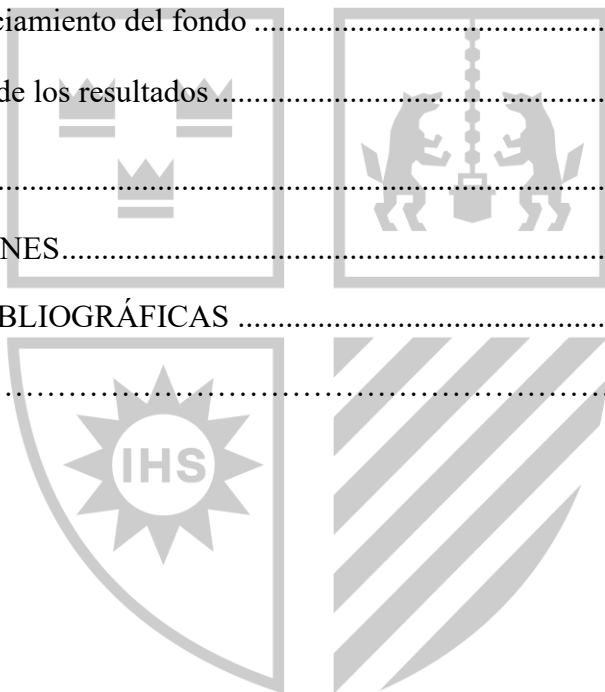 ciamiento del fondo ..........................................
de los resultados ...............................................
..........................................................................
NES..................................................................
BLIOGRÁFICAS .............................................
……………………………………………………
IHS